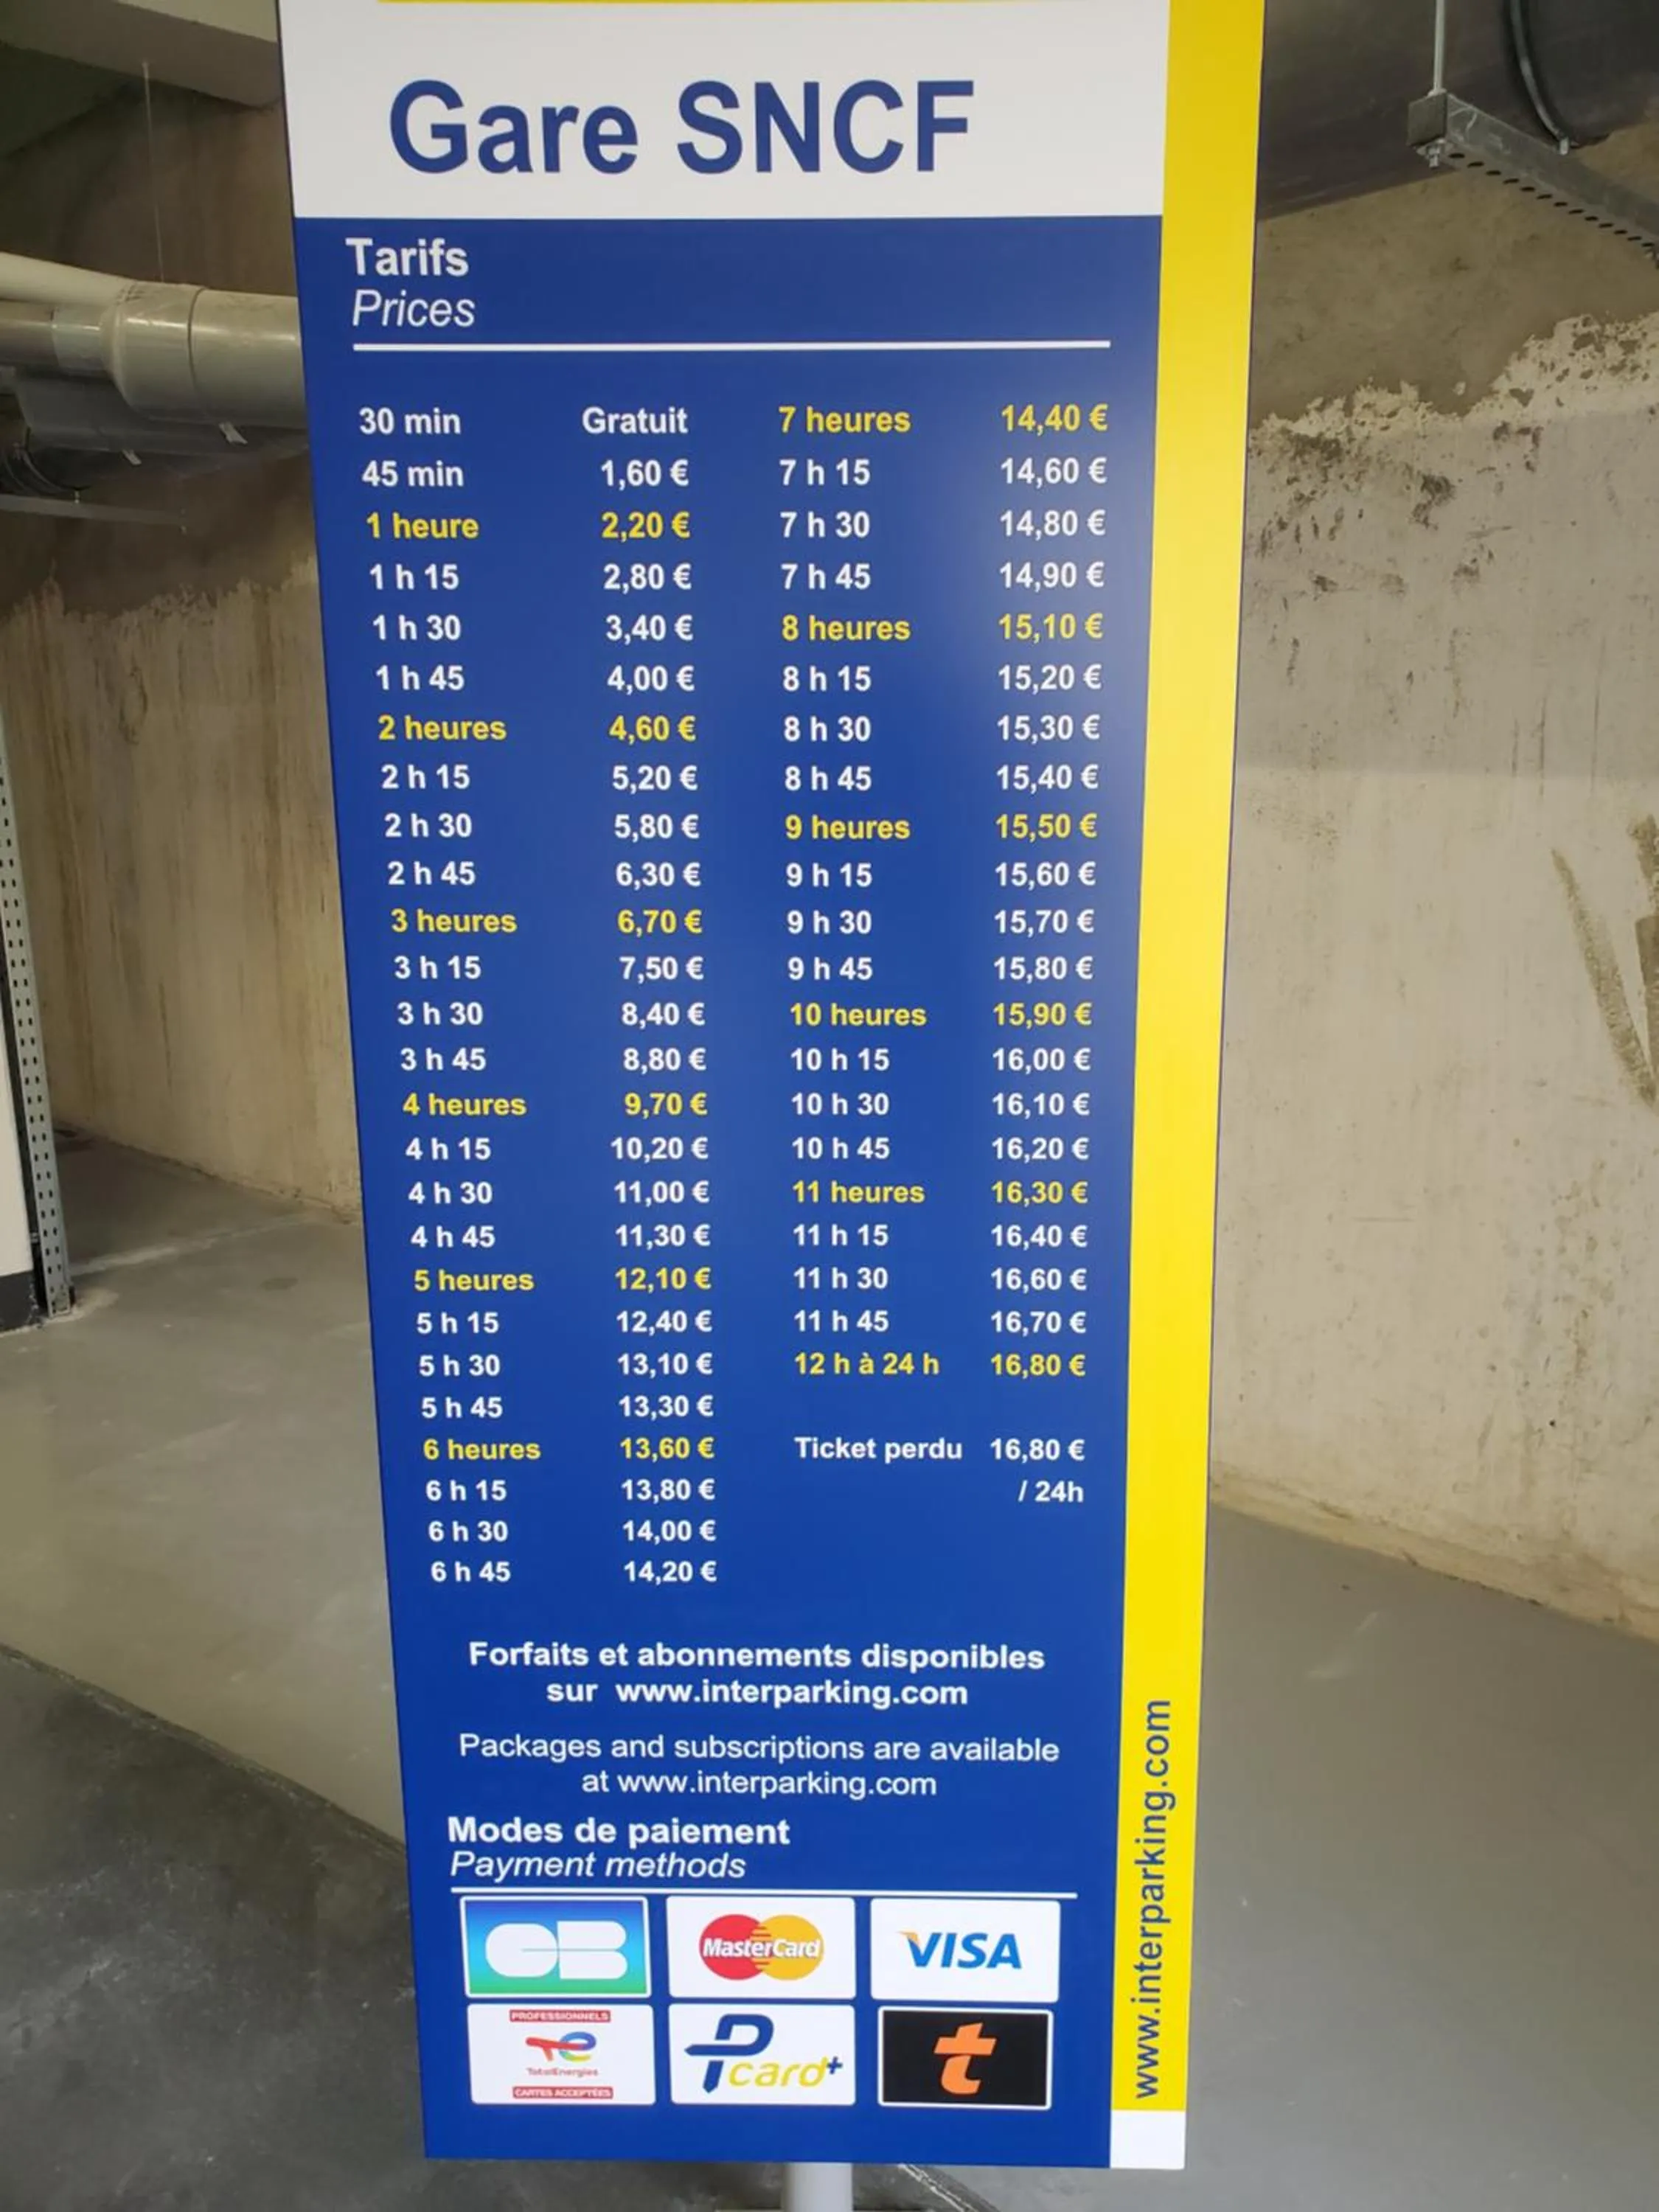 Gare SNCF
Tarifs
Prices
30 min Gratuit
45 min 1,60 €
1 heure 2,20 €
1 h 15 2,80 €
1 h 30 3,40 €
1 h 45 4,00 €
2 heures 4,60 €
2 h 15 5,20 €
2 h 30 5,80 €
2 h 45 6,30 €
3 heures 6,70 €
3 h 15 7,50 €
3 h 30 8,40 €
3 h 45 8,80 €
4 heures 9,70 €
4 h 15 10,20 €
4 h 30 11,00 €
4 h 45 11,30 €
5 heures 12,10 €
5 h 15 12,40 €
5 h 30 13,10 €
5 h 45 13,30 €
6 heures 13,60 €
6 h 15 13,80 €
6 h 30 14,00 €
6 h 45 14,20 €
7 heures 14,40 €
7 h 15 14,60 €
7 h 30 14,80 €
7 h 45 14,90 €
8 heures 15,10 €
8 h 15 15,20 €
8 h 30 15,30 €
8 h 45 15,40 €
9 heures 15,50 €
9 h 15 15,60 €
9 h 30 15,70 €
9 h 45 15,80 €
10 heures 15,90 €
10 h 15 16,00 €
10 h 30 16,10 €
10 h 45 16,20 €
11 heures 16,30 €
11 h 15 16,40 €
11 h 30 16,60 €
11 h 45 16,70 €
12 h à 24 h 16,80 €
Ticket perdu 16,80 €
/ 24h
Forfaits et abonnements disponibles
sur www.interparking.com
Packages and subscriptions are available
at www.interparking.com
Modes de paiement
Payment methods
CB
MasterCard
VISA
PROFESSIONNELS
TotalEnergies
CARTES ACCEPTÉES
Pcard+
t
www.interparking.com